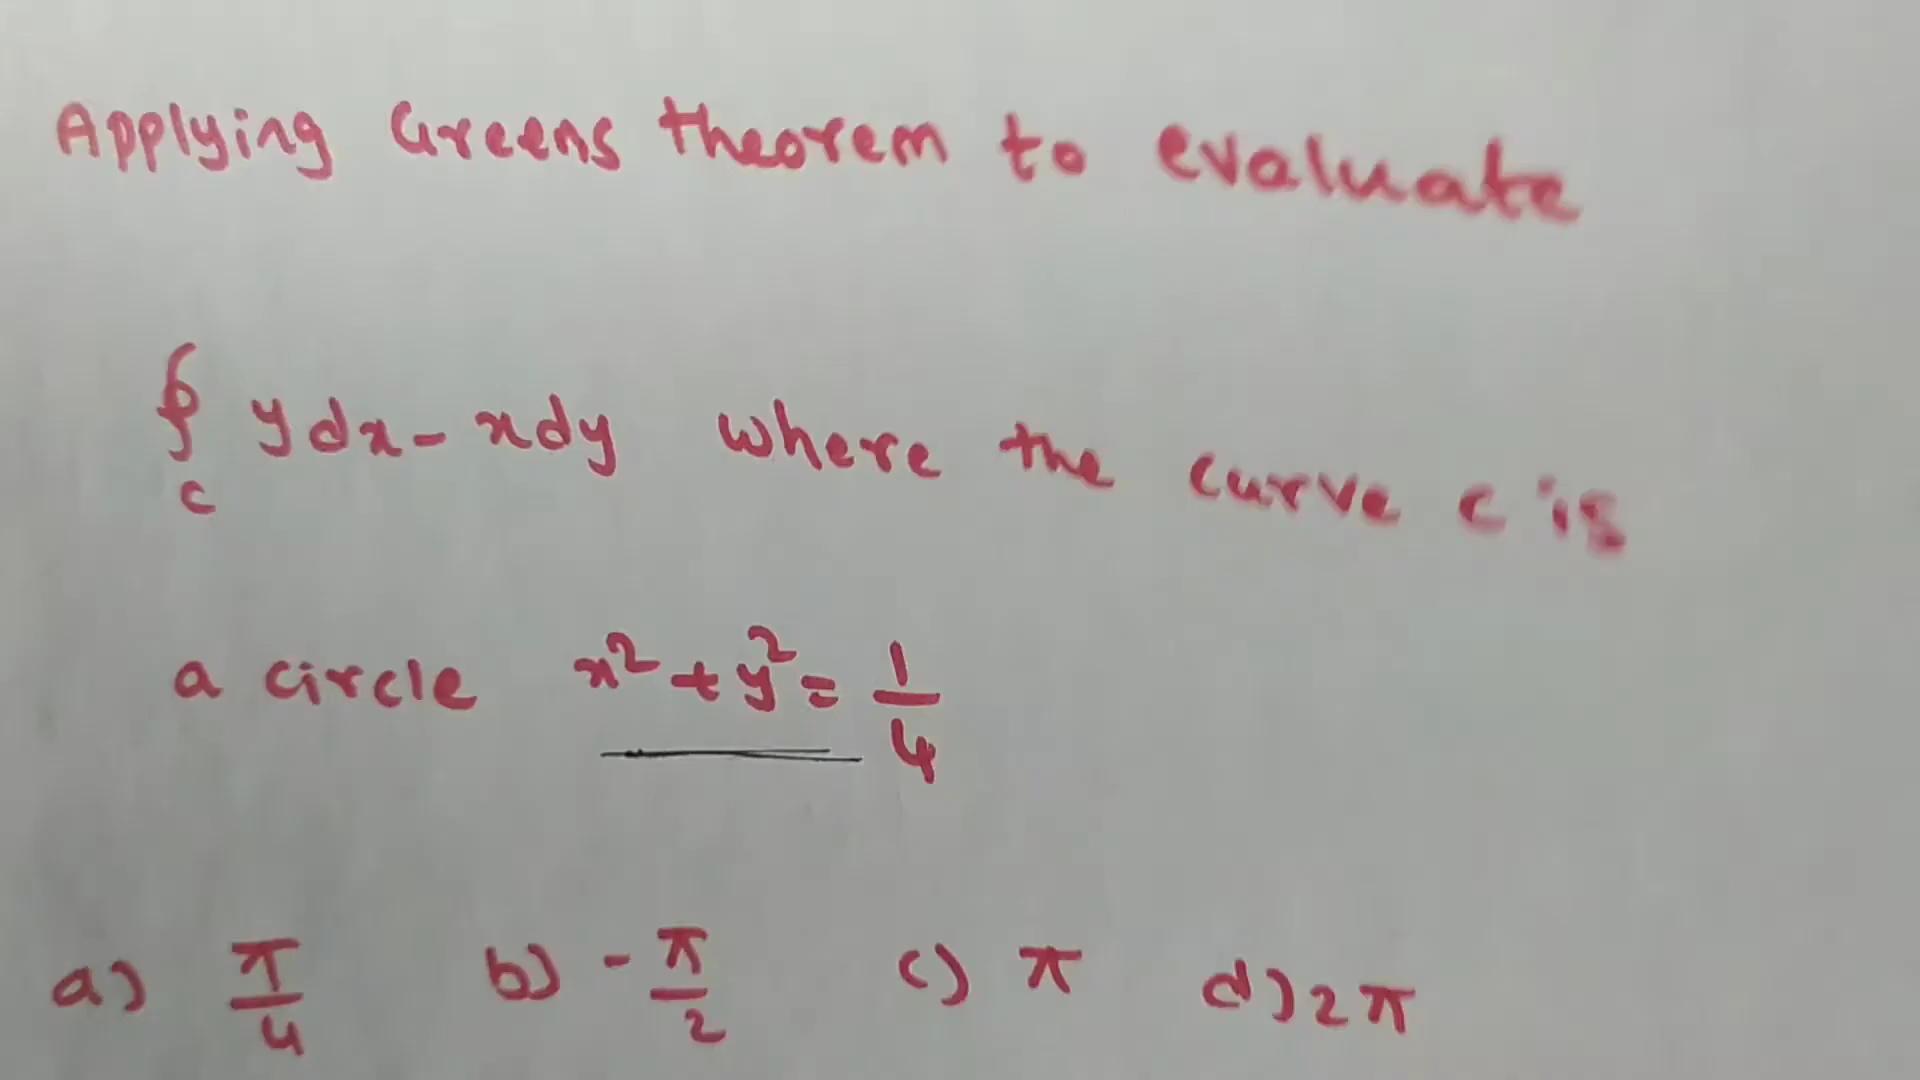 Applying Greens theorem to evaluate
∮_c ydx - xdy where the curve c is
a circle x² + y² = 1/4
a) π/4 b) -π/2 c) π d) 2π